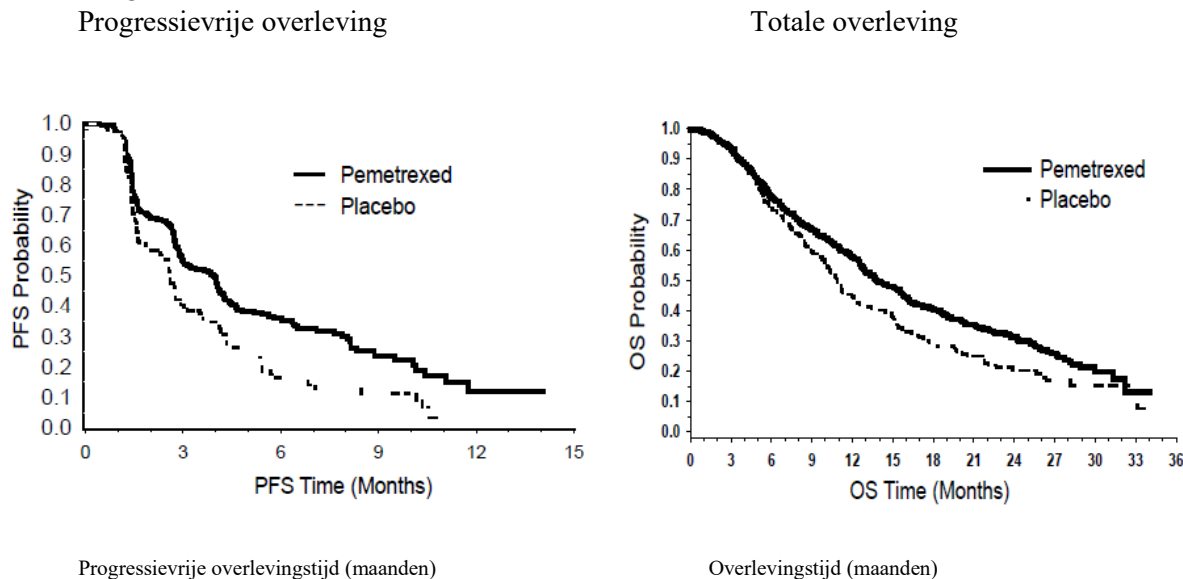 Progressievrije overleving
Totale overleving
1.0
0.9
0.8
0.7
0.6
0.5
0.4
0.3
0.2
0.1
0.0
PFS Probability
Pemetrexed
Placebo
0 3 6 9 12 15
PFS Time (Months)
1.0
0.9
0.8
0.7
0.6
0.5
0.4
0.3
0.2
0.1
0.0
OS Probability
Pemetrexed
Placebo
0 3 6 9 12 15 18 21 24 27 30 33 36
OS Time (Months)
Progressievrije overlevingstijd (maanden)
Overlevingstijd (maanden)